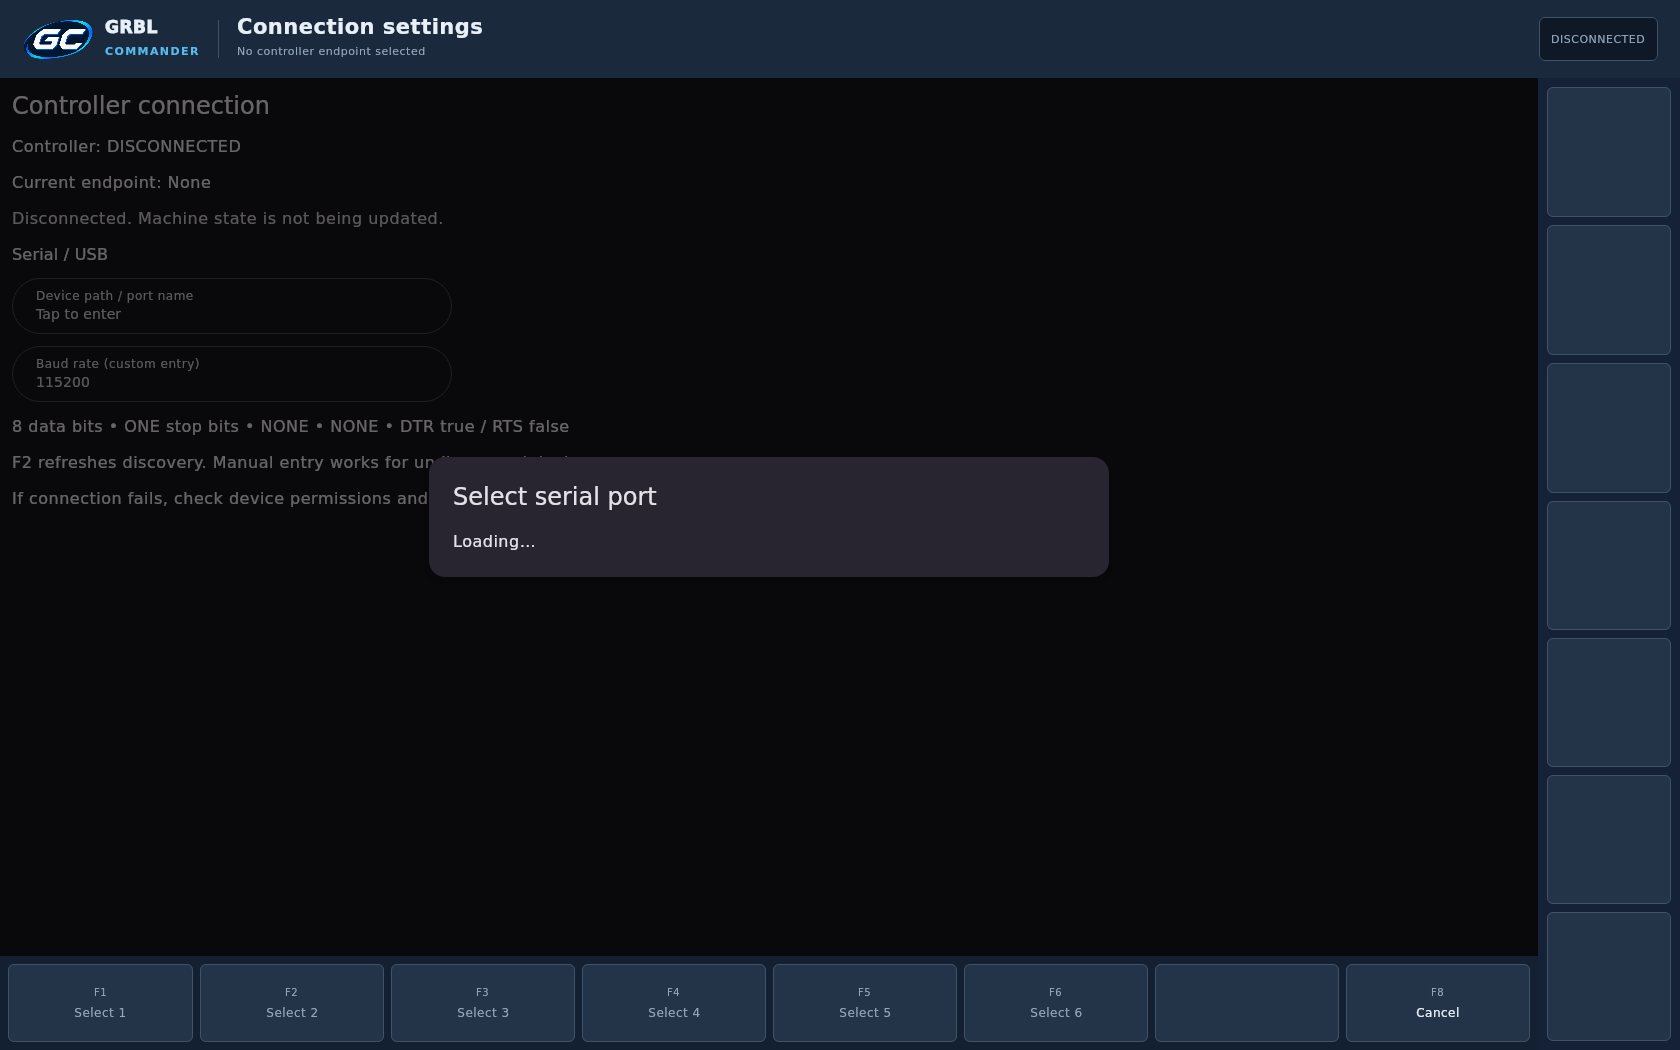 GC
GRBL
COMMANDER
Connection settings
No controller endpoint selected
DISCONNECTED
Controller connection
Controller: DISCONNECTED
Current endpoint: None
Disconnected. Machine state is not being updated.
Serial / USB
Device path / port name
Tap to enter
Baud rate (custom entry)
115200
8 data bits • ONE stop bits • NONE • NONE • DTR true / RTS false
F2 refreshes discovery. Manual entry works for
If connection fails, check device permissions and
Select serial port
Loading...
F1
Select 1
F2
Select 2
F3
Select 3
F4
Select 4
F5
Select 5
F6
Select 6
F8
Cancel